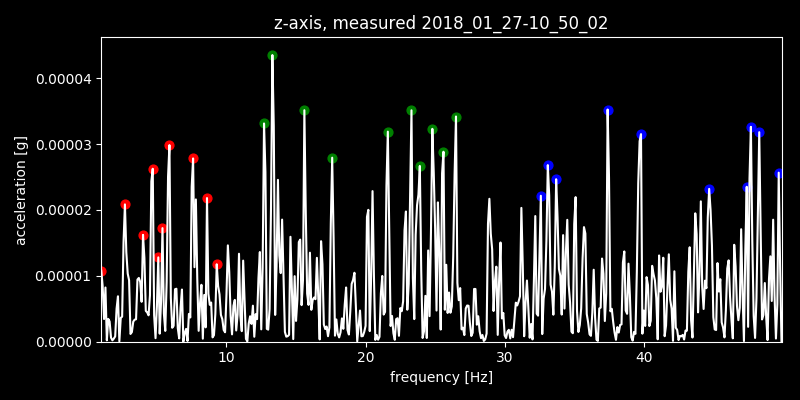 z-axis, measured 2018_01_27-10_50_02
0.00004
0.00003
0.00002
0.00001
0.00000
acceleration [g]
10 20 30 40
frequency [Hz]